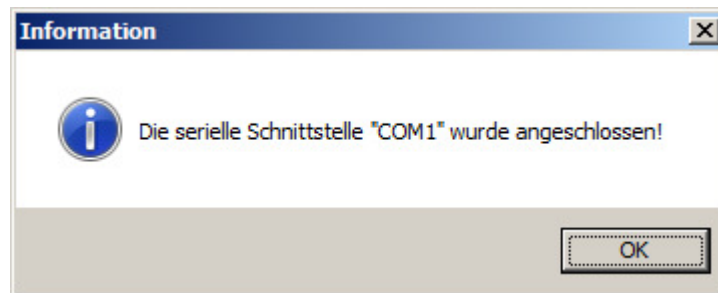 Information
Die serielle Schnittstelle "COM1" wurde angeschlossen!
OK